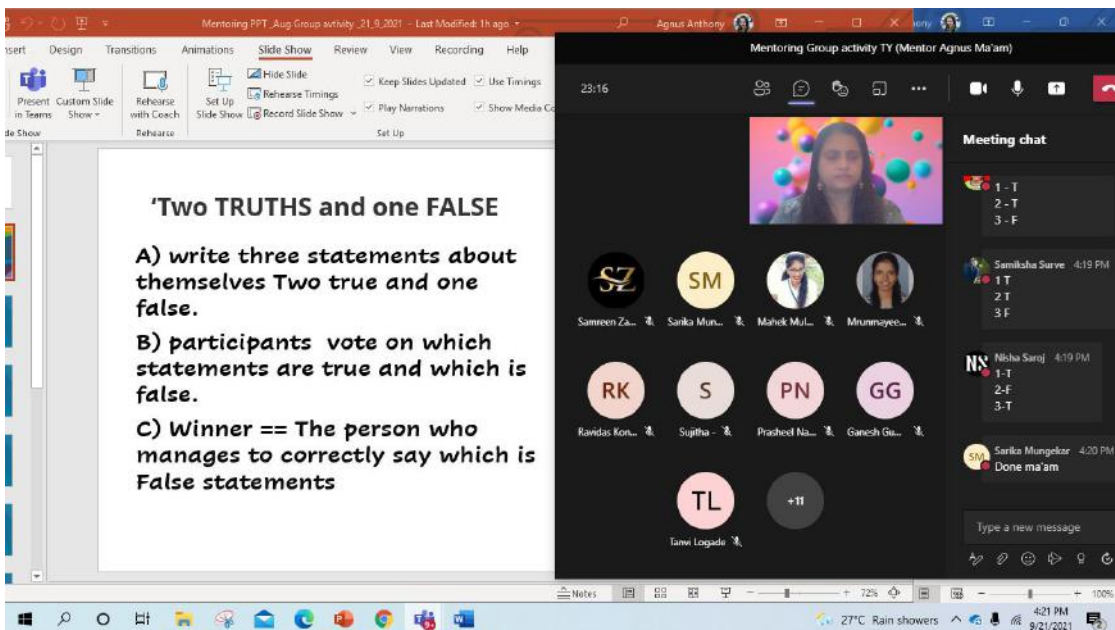 Mentoring PPT _Aug Group avtivity _21_9_2021 - Last Modified: 1h ago
Agnus Anthony
Design Transitions Animations Slide Show Review View Recording Help
Present in Teams
Custom Slide Show
Rehearse with Coach
Set Up Slide Show
Hide Slide
Rehearse Timings
Record Slide Show
Keep Slides Updated
Use Timings
Play Narrations
Rehearse
Set Up
'Two TRUTHS and one FALSE
A) write three statements about
themselves Two true and one
false.
B) participants vote on which
statements are true and which is
false.
C) Winner == The person who
manages to correctly say which is
False statements
Mentoring Group activity TY (Mentor Agnus Ma'am)
23:16
SZ
Samreen Za...
SM
Sarika Mun...
Mahek Mul...
Mrunmayee...
RK
Ravidas Kon...
S
Sujitha -
PN
Prasheel Na...
GG
Ganesh Gu...
TL
Tanvi Logade
+11
Meeting chat
1 - T
2 - T
3 - F
Samiksha Surve 4:19 PM
1 T
2 T
3 F
NS
Nisha Saroj 4:19 PM
1-T
2-F
3-T
SM
Sarika Mungekar 4:20 PM
Done ma'am
Type a new message
Notes
72%
100%
27°C Rain showers
4:21 PM
9/21/2021